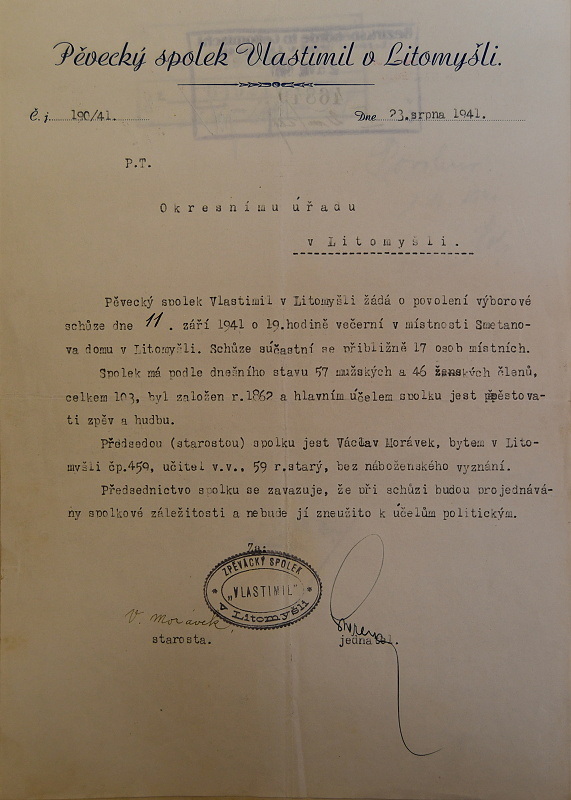 Pěvecký spolek Vlastimil v Litomyšli.
Č. j. 190/41.
Dne 23. srpna 1941.
P.T.
Okresnímu úřadu
v Litomyšli.
Pěvecký spolek Vlastimil v Litomyšli žádá o povolení výborové
schůze dne 11. září 1941 o 19.hodině večerní v místnosti Smetano-
va domu v Litomyšli. Schůze súčastní se přibližně 17 osob místních.
Spolek má podle dnešního stavu 57 mužských a 46 ženských členů,
celkem 103, byl založen r.1862 a hlavním účelem spolku jest pěstova-
ti zpěv a hudbu.
Předsedou (starostou) spolku jest Václav Morávek, bytem v Lito-
myšli čp.459, učitel v.v., 59 r.starý, bez náboženského vyznání.
Předsednictvo spolku se zavazuje, že při schůzi budou projednává-
ny spolkové záležitosti a nebude jí zneužito k účelům politickým.
Za:
ZPĚVÁCKÝ SPOLEK
„VLASTIMIL"
v Litomyšli
V. Morávek
starosta.
jednatel.